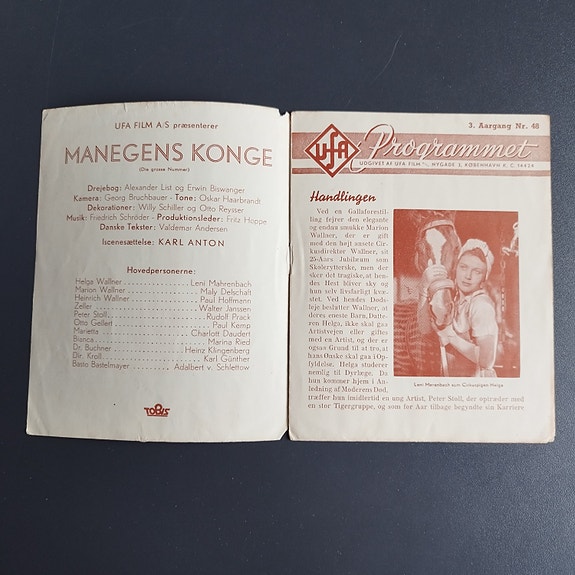 UFA FILM A/S præsenterer
MANEGENS KONGE
(Die grosse Nummer)
Drejebog: Alexander List og Erwin Biswanger
Kamera: Georg Bruchbauer · Tone: Oskar Haarbrandt
Dekorationer: Willy Schiller og Otto Reysser
Musik: Friedrich Schröder · Produktionsleder: Fritz Hoppe
Danske Tekster: Valdemar Andersen
Iscenesættelse: KARL ANTON
Hovedpersonerne:
Helga Wallner Leni Mahrenbach
Marion Wallner Maly Delschaft
Heinrich Wallner Paul Hoffmann
Zeller Walter Janssen
Peter Stoll Rudolf Prack
Otto Gellert Paul Kemp
Marietta Charlott Daudert
Bianca Marina Ried
Dr. Buchner Heinz Klingenberg
Dir. Kroll Karl Günther
Basto Bastelmayer Adalbert v. Schlettow
TOBIS
3. Aargang Nr. 48
UFA Programmet
UDGIVET AF UFA FILM A/S, NYGADE 3, KØBENHAVN K. C. 14424
Handlingen
Ved en Gallaforestil-
ling fejrer den elegante
og endnu smukke Marion
Wallner, der er gift
med den højt ansete Cir-
kusdirektør Wallner, sit
25-Aars Jubilæum som
Skolerytterske, men der
sker det tragiske, at hen-
des Hest bliver sky og
hun selv livsfarligt kvæ-
stet. Ved hendes Døds-
leje beslutter Wallner, at
deres eneste Barn, Datte-
ren Helga, ikke skal gaa
Artistvejen eller giftes
med en Artist, og der er
ogsaa Grund til at tro, at
hans Ønske skal gaa i Op-
fyldelse. Helga studerer
nemlig til Dyrlæge. Da
hun kommer hjem i An-
ledning af Moderens Død,
træffer hun imidlertid en ung Artist, Peter Stoll, der optræder med
en stor Tigergruppe, og som for Aar tilbage begyndte sin Karriere
Leni Marenbach som Cirkuspigen Helga